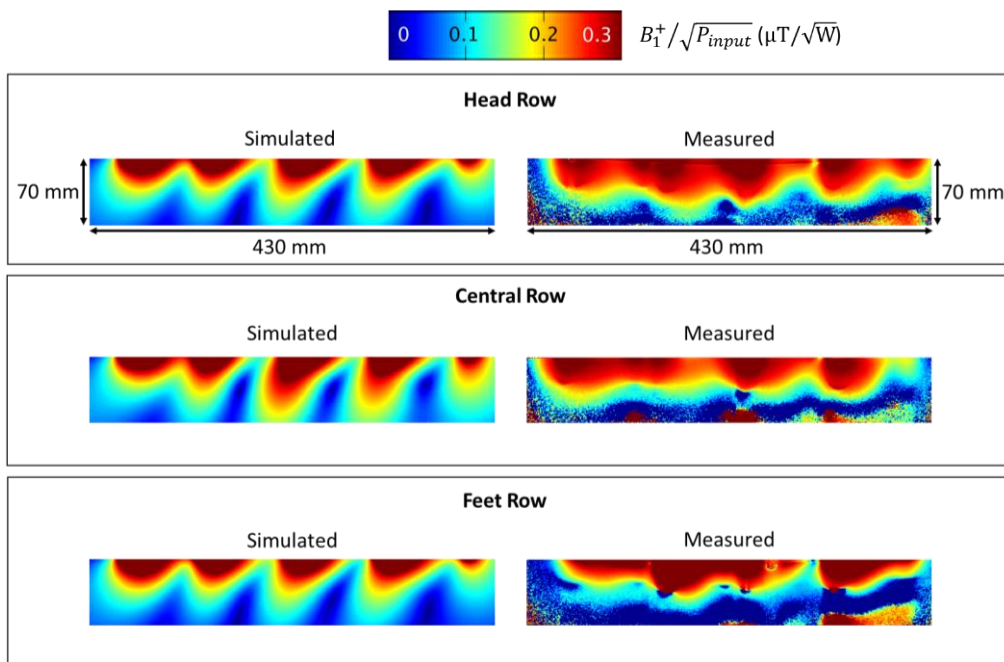 0 0.1 0.2 0.3 B₁⁺/√P_input (µT/√W)
Head Row
Simulated Measured
70 mm 70 mm
430 mm 430 mm
Central Row
Simulated Measured
Feet Row
Simulated Measured